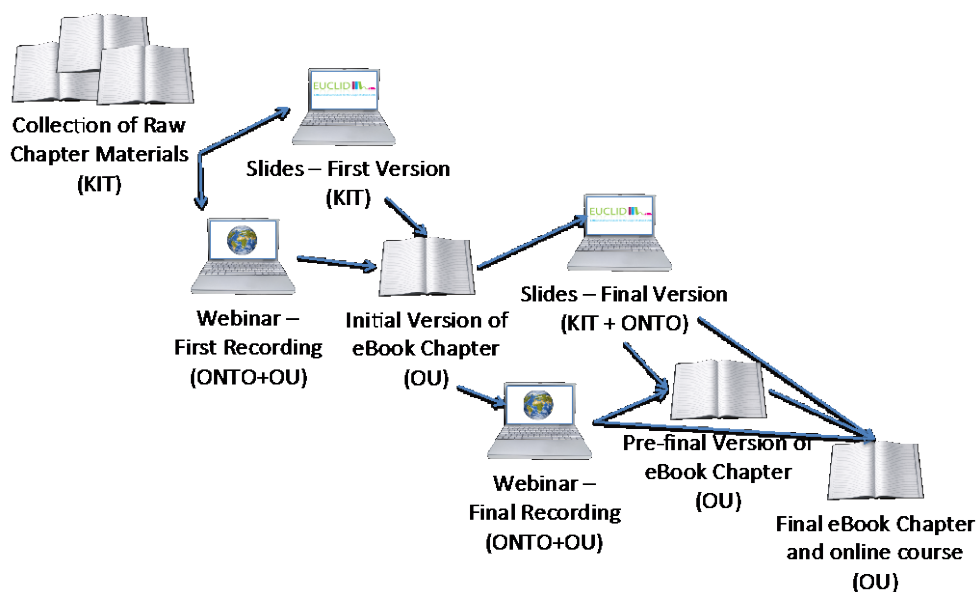 Collection of Raw
Chapter Materials
(KIT)
EUCLID
Slides – First Version
(KIT)
Webinar –
First Recording
(ONTO+OU)
Initial Version of
eBook Chapter
(OU)
EUCLID
Slides – Final Version
(KIT + ONTO)
Webinar –
Final Recording
(ONTO+OU)
Pre-final Version of
eBook Chapter
(OU)
Final eBook Chapter
and online course
(OU)